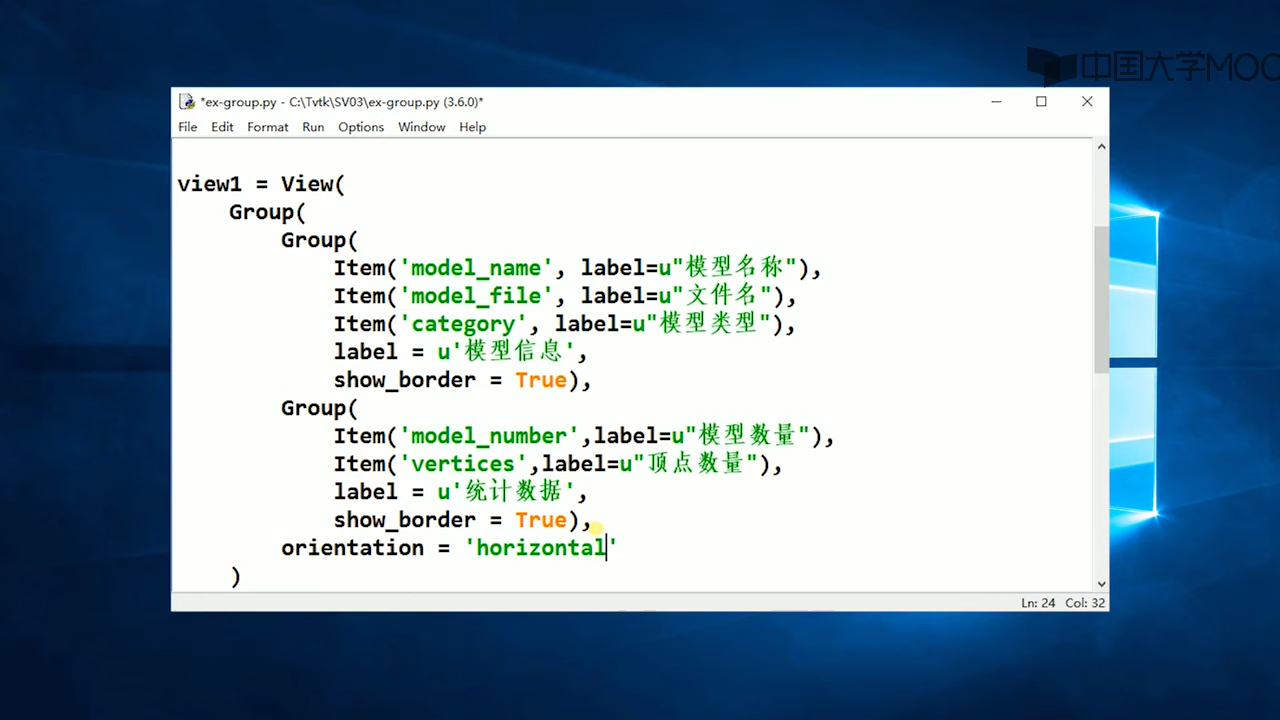 中国大学MOO
*ex-group.py - C:\Tvtk\SV03\ex-group.py (3.6.0)*
File Edit Format Run Options Window Help
view1 = View(
Group(
Group(
Item('model_name', label=u"模型名称"),
Item('model_file', label=u"文件名"),
Item('category', label=u"模型类型"),
label = u'模型信息',
show_border = True),
Group(
Item('model_number',label=u"模型数量"),
Item('vertices',label=u"顶点数量"),
label = u'统计数据',
show_border = True),
orientation = 'horizontal'
)
Ln: 24 Col: 32